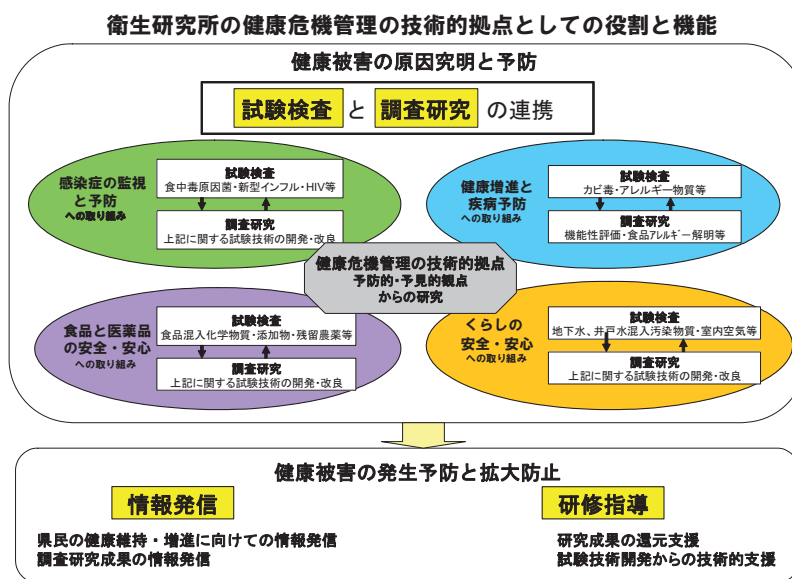 衛生研究所の健康危機管理の技術的拠点としての役割と機能
健康被害の原因究明と予防
試験検査 と 調査研究 の連携
感染症の監視
と予防
への取り組み
試験検査
食中毒原因菌・新型インフル・HIV等
調査研究
上記に関する試験技術の開発・改良
健康増進と
疾病予防
への取り組み
試験検査
カビ毒・アレルギー物質等
調査研究
機能性評価・食品アレルギー解明等
健康危機管理の技術的拠点
予防的・予見的観点
からの研究
食品と医薬品
の安全・安心
への取り組み
試験検査
食品混入化学物質・添加物・残留農薬等
調査研究
上記に関する試験技術の開発・改良
くらしの
安全・安心
への取り組み
試験検査
地下水、井戸水混入汚染物質・室内空気等
調査研究
上記に関する試験技術の開発・改良
健康被害の発生予防と拡大防止
情報発信
県民の健康維持・増進に向けての情報発信
調査研究成果の情報発信
研修指導
研究成果の還元支援
試験技術開発からの技術的支援